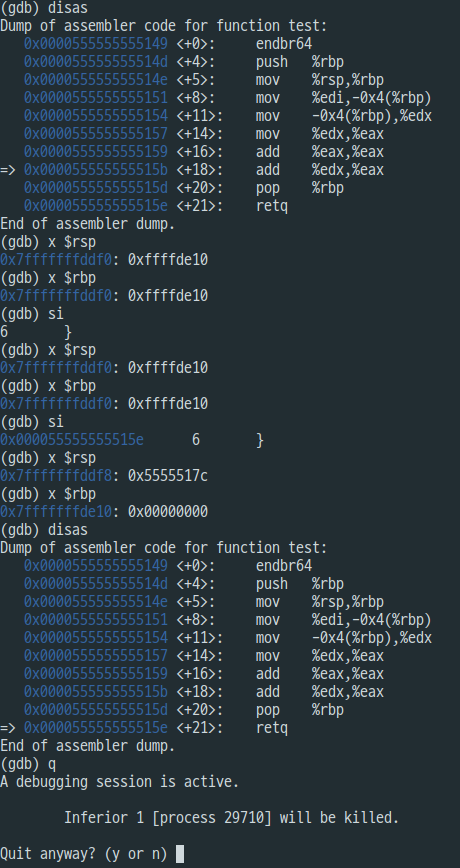 (gdb) disas
Dump of assembler code for function test:
   0x0000555555555149 <+0>:     endbr64
   0x000055555555514d <+4>:     push   %rbp
   0x000055555555514e <+5>:     mov    %rsp,%rbp
   0x0000555555555151 <+8>:     mov    %edi,-0x4(%rbp)
   0x0000555555555154 <+11>:    mov    -0x4(%rbp),%edx
   0x0000555555555157 <+14>:    mov    %edx,%eax
   0x0000555555555159 <+16>:    add    %eax,%eax
=> 0x000055555555515b <+18>:    add    %edx,%eax
   0x000055555555515d <+20>:    pop    %rbp
   0x000055555555515e <+21>:    retq
End of assembler dump.
(gdb) x $rsp
0x7fffffffddf0: 0xffffde10
(gdb) x $rbp
0x7fffffffddf0: 0xffffde10
(gdb) si
6       }
(gdb) x $rsp
0x7fffffffddf0: 0xffffde10
(gdb) x $rbp
0x7fffffffddf0: 0xffffde10
(gdb) si
0x000055555555515e      6       }
(gdb) x $rsp
0x7fffffffddf8: 0x5555517c
(gdb) x $rbp
0x7fffffffde10: 0x00000000
(gdb) disas
Dump of assembler code for function test:
   0x0000555555555149 <+0>:     endbr64
   0x000055555555514d <+4>:     push   %rbp
   0x000055555555514e <+5>:     mov    %rsp,%rbp
   0x0000555555555151 <+8>:     mov    %edi,-0x4(%rbp)
   0x0000555555555154 <+11>:    mov    -0x4(%rbp),%edx
   0x0000555555555157 <+14>:    mov    %edx,%eax
   0x0000555555555159 <+16>:    add    %eax,%eax
   0x000055555555515b <+18>:    add    %edx,%eax
   0x000055555555515d <+20>:    pop    %rbp
=> 0x000055555555515e <+21>:    retq
End of assembler dump.
(gdb) q
A debugging session is active.

        Inferior 1 [process 29710] will be killed.

Quit anyway? (y or n)